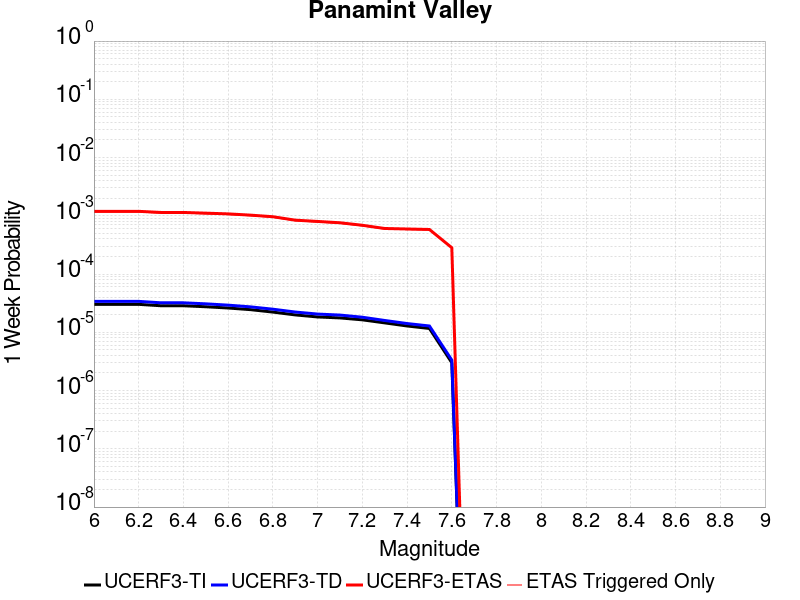 Panamint Valley
10^0
10^-1
10^-2
10^-3
10^-4
10^-5
10^-6
10^-7
10^-8
1 Week Probability
6 6.2 6.4 6.6 6.8 7 7.2 7.4 7.6 7.8 8 8.2 8.4 8.6 8.8 9
Magnitude
UCERF3-TI UCERF3-TD UCERF3-ETAS ETAS Triggered Only